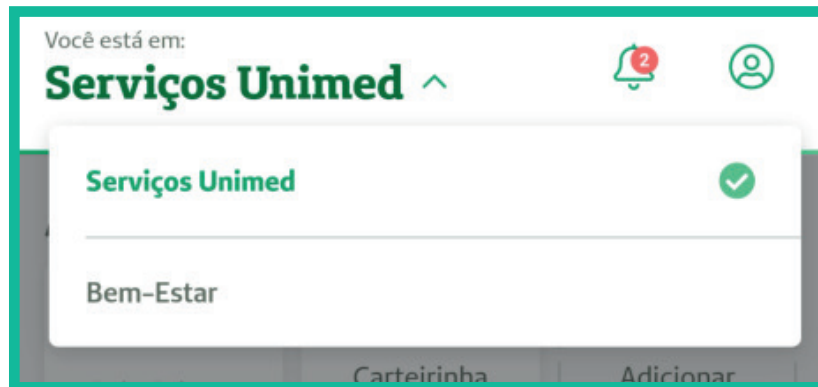 Você está em:
Serviços Unimed
2
Serviços Unimed
Bem-Estar
Carteirinha
Adicionar